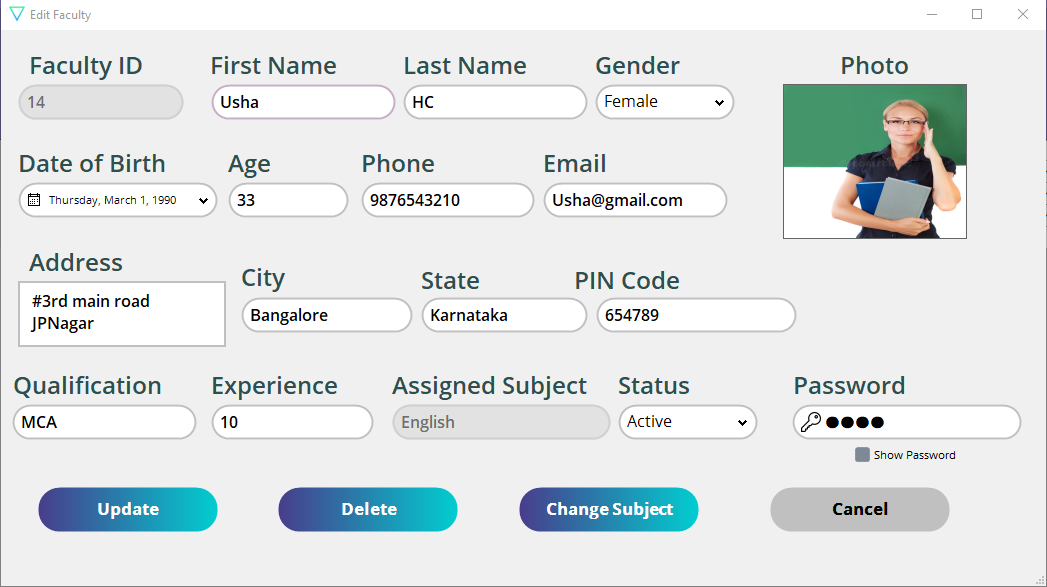 Edit Faculty
Faculty ID First Name Last Name Gender Photo
14 Usha HC Female
Date of Birth Age Phone Email
Thursday, March 1, 1990 33 9876543210 Usha@gmail.com
Address City State PIN Code
#3rd main road
JPNagar
Bangalore Karnataka 654789
Qualification Experience Assigned Subject Status Password
MCA 10 English Active
Show Password
Update Delete Change Subject Cancel